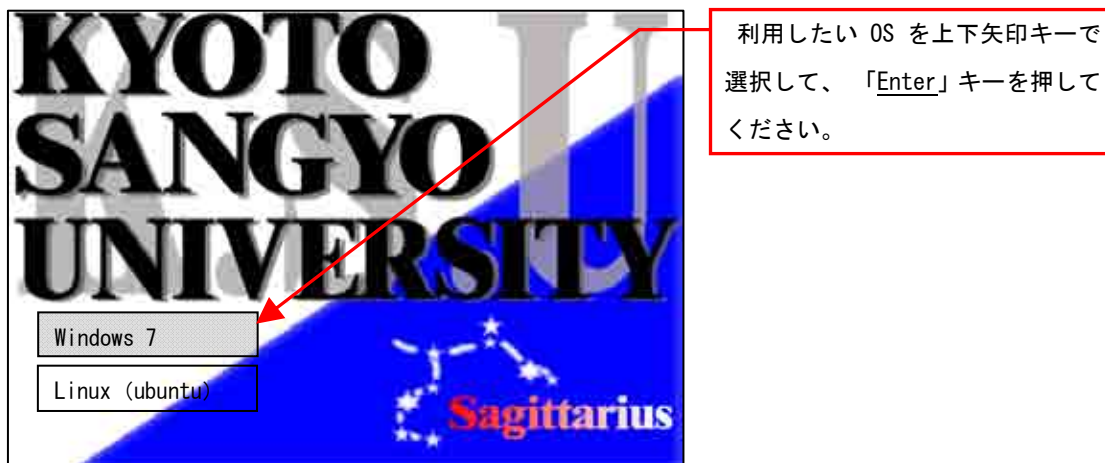 KYOTO
SANGYO
UNIVERSITY
KSU
Windows 7
Linux (ubuntu)
Sagittarius
利用したい OS を上下矢印キーで
選択して、 「Enter」キーを押して
ください。